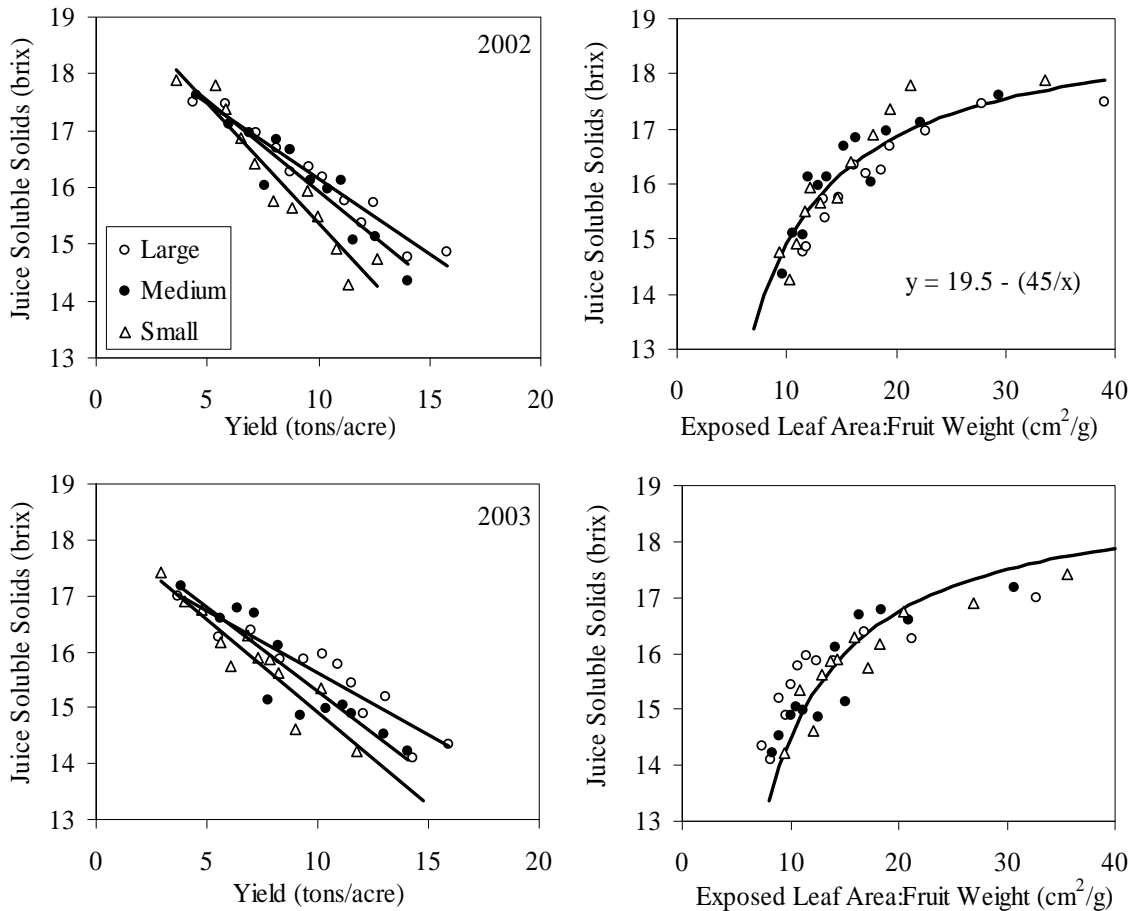 19
18
17
16
15
14
13
Juice Soluble Solids (brix)
2002
Large
Medium
Small
0 5 10 15 20
Yield (tons/acre)
19
18
17
16
15
14
13
Juice Soluble Solids (brix)
y = 19.5 - (45/x)
0 10 20 30 40
Exposed Leaf Area:Fruit Weight (cm²/g)
19
18
17
16
15
14
13
Juice Soluble Solids (brix)
2003
0 5 10 15 20
Yield (tons/acre)
19
18
17
16
15
14
13
Juice Soluble Solids (brix)
0 10 20 30 40
Exposed Leaf Area:Fruit Weight (cm²/g)